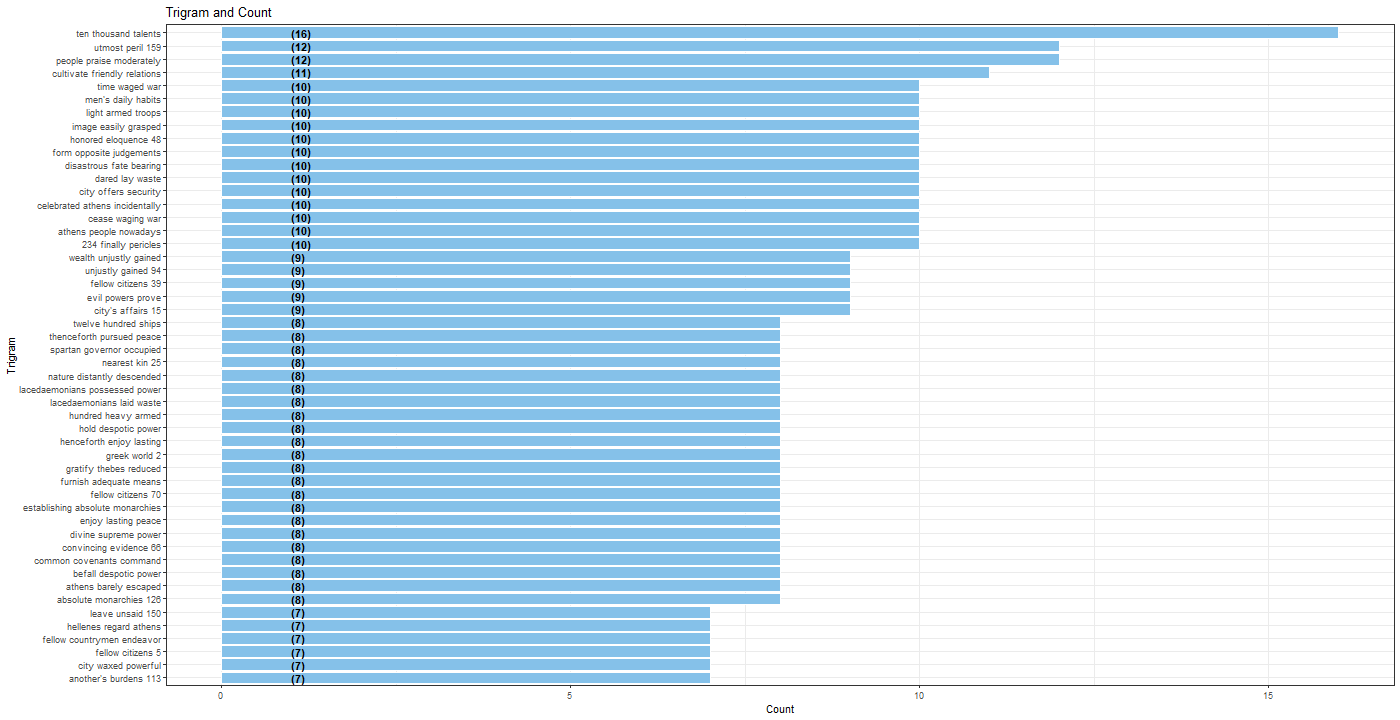 Trigram and Count
ten thousand talents (16)
utmost peril 159 (12)
people praise moderately (12)
cultivate friendly relations (11)
time waged war (10)
men's daily habits (10)
light armed troops (10)
image easily grasped (10)
honored eloquence 48 (10)
form opposite judgements (10)
disastrous fate bearing (10)
dared lay waste (10)
city offers security (10)
celebrated athens incidentally (10)
cease waging war (10)
athens people nowadays (10)
234 finally pericles (10)
wealth unjustly gained (9)
unjustly gained 94 (9)
fellow citizens 39 (9)
evil powers prove (9)
city's affairs 15 (9)
twelve hundred ships (8)
thenceforth pursued peace (8)
spartan governor occupied (8)
nearest kin 25 (8)
nature distantly descended (8)
lacedaemonians possessed power (8)
lacedaemonians laid waste (8)
hundred heavy armed (8)
hold despotic power (8)
henceforth enjoy lasting (8)
greek world 2 (8)
gratify thebes reduced (8)
furnish adequate means (8)
fellow citizens 70 (8)
establishing absolute monarchies (8)
enjoy lasting peace (8)
divine supreme power (8)
convincing evidence 66 (8)
common covenants command (8)
befall despotic power (8)
athens barely escaped (8)
absolute monarchies 126 (8)
leave unsaid 150 (7)
hellenes regard athens (7)
fellow countrymen endeavor (7)
fellow citizens 5 (7)
city waxed powerful (7)
another's burdens 113 (7)
Trigram
0 5 10 15
Count